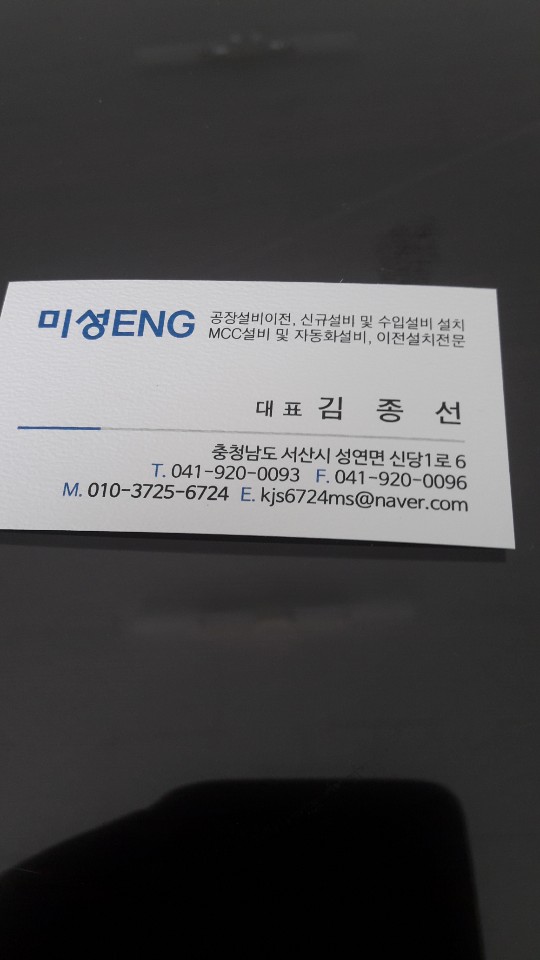 미성ENG
공장설비이전, 신규설비 및 수입설비 설치
MCC설비 및 자동화설비, 이전설치전문
대표 김 종 선
충청남도 서산시 성연면 신당1로 6
T. 041-920-0093 F. 041-920-0096
M. 010-3725-6724 E. kjs6724ms@naver.com